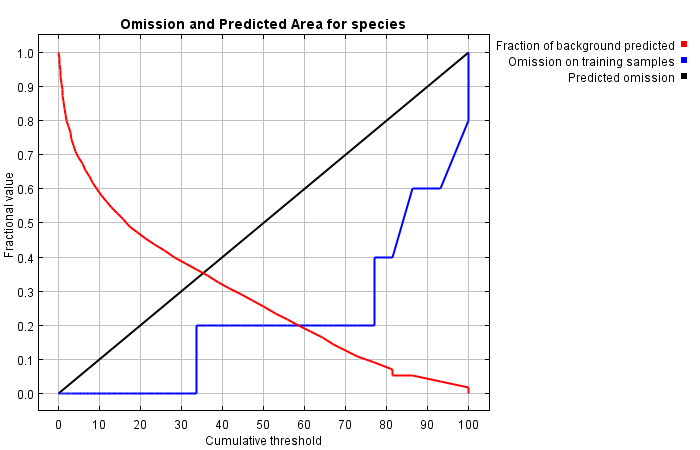 Omission and Predicted Area for species
Fraction of background predicted
Omission on training samples
Predicted omission
Fractional value
1.0
0.9
0.8
0.7
0.6
0.5
0.4
0.3
0.2
0.1
0.0
0 10 20 30 40 50 60 70 80 90 100
Cumulative threshold